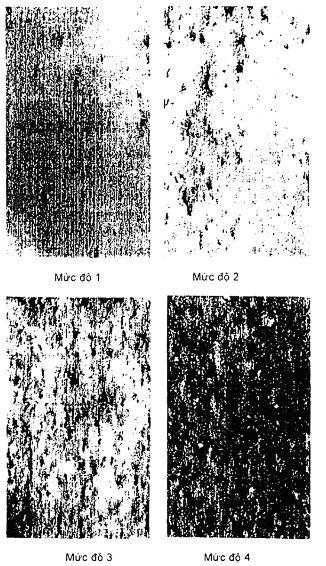 Mức độ 1
Mức độ 2
Mức độ 3
Mức độ 4